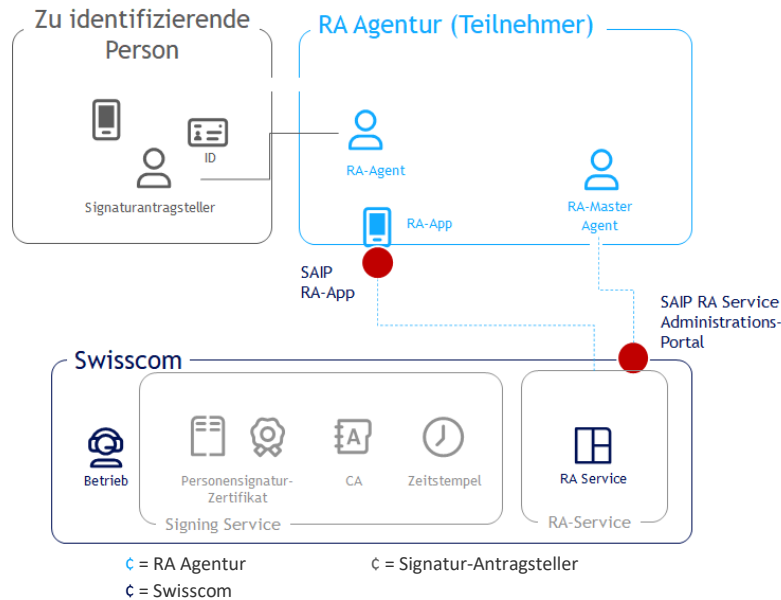 Zu identifizierende
Person
RA Agentur (Teilnehmer)
ID
Signaturantragsteller
RA-Agent
RA-App
RA-Master
Agent
SAIP
RA-App
SAIP RA Service
Administrations-
Portal
Swisscom
Betrieb
Personensignatur-
Zertifikat
A
CA
Zeitstempel
Signing Service
RA Service
RA-Service
¢ = RA Agentur
¢ = Signatur-Antragsteller
¢ = Swisscom